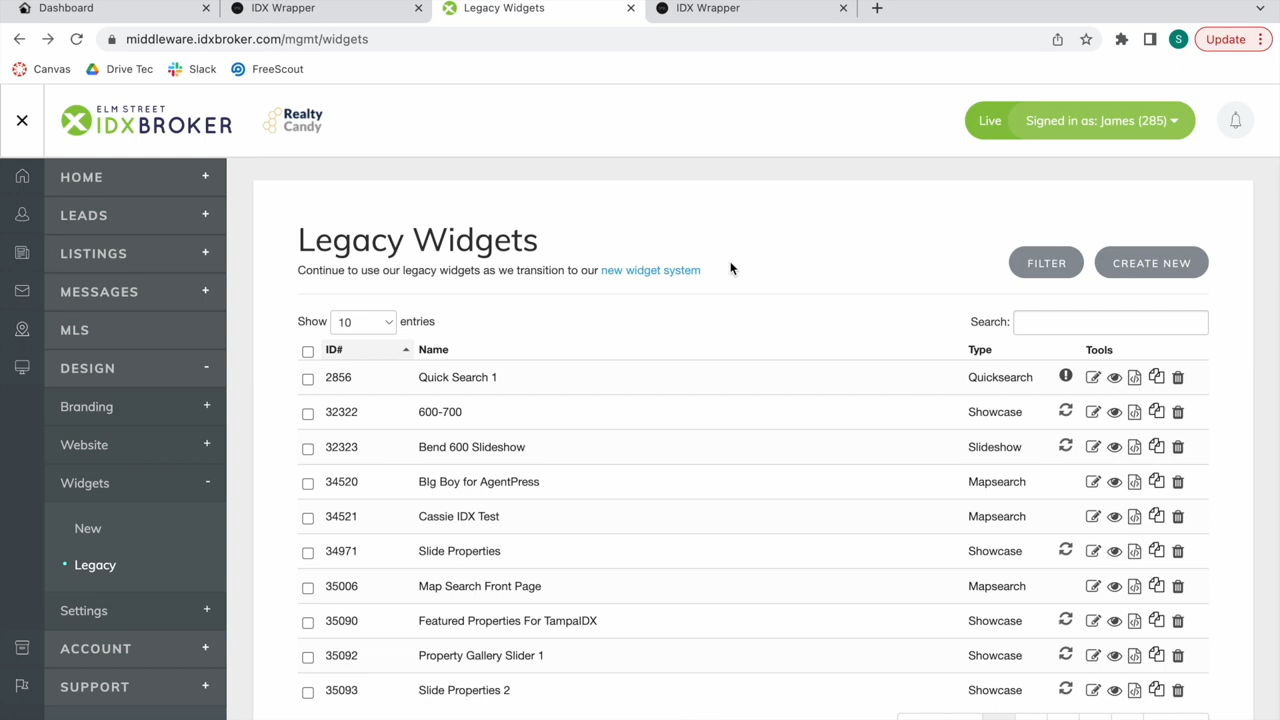 Dashboard
IDX Wrapper
Legacy Widgets
IDX Wrapper
middleware.idxbroker.com/mgmt/widgets
S
Update
Canvas
Drive Tec
Slack
FreeScout
ELM STREET
IDXBROKER
Realty
Candy
Live
Signed in as: James (285)
HOME +
LEADS +
LISTINGS +
MESSAGES +
MLS
DESIGN -
Branding +
Website +
Widgets -
New
Legacy
Settings +
ACCOUNT +
SUPPORT +
Legacy Widgets
Continue to use our legacy widgets as we transition to our new widget system
FILTER
CREATE NEW
Show 10 entries
Search:
ID# Name Type Tools
2856 Quick Search 1 Quicksearch
32322 600-700 Showcase
32323 Bend 600 Slideshow Slideshow
34520 BIg Boy for AgentPress Mapsearch
34521 Cassie IDX Test Mapsearch
34971 Slide Properties Showcase
35006 Map Search Front Page Mapsearch
35090 Featured Properties For TampaIDX Showcase
35092 Property Gallery Slider 1 Showcase
35093 Slide Properties 2 Showcase